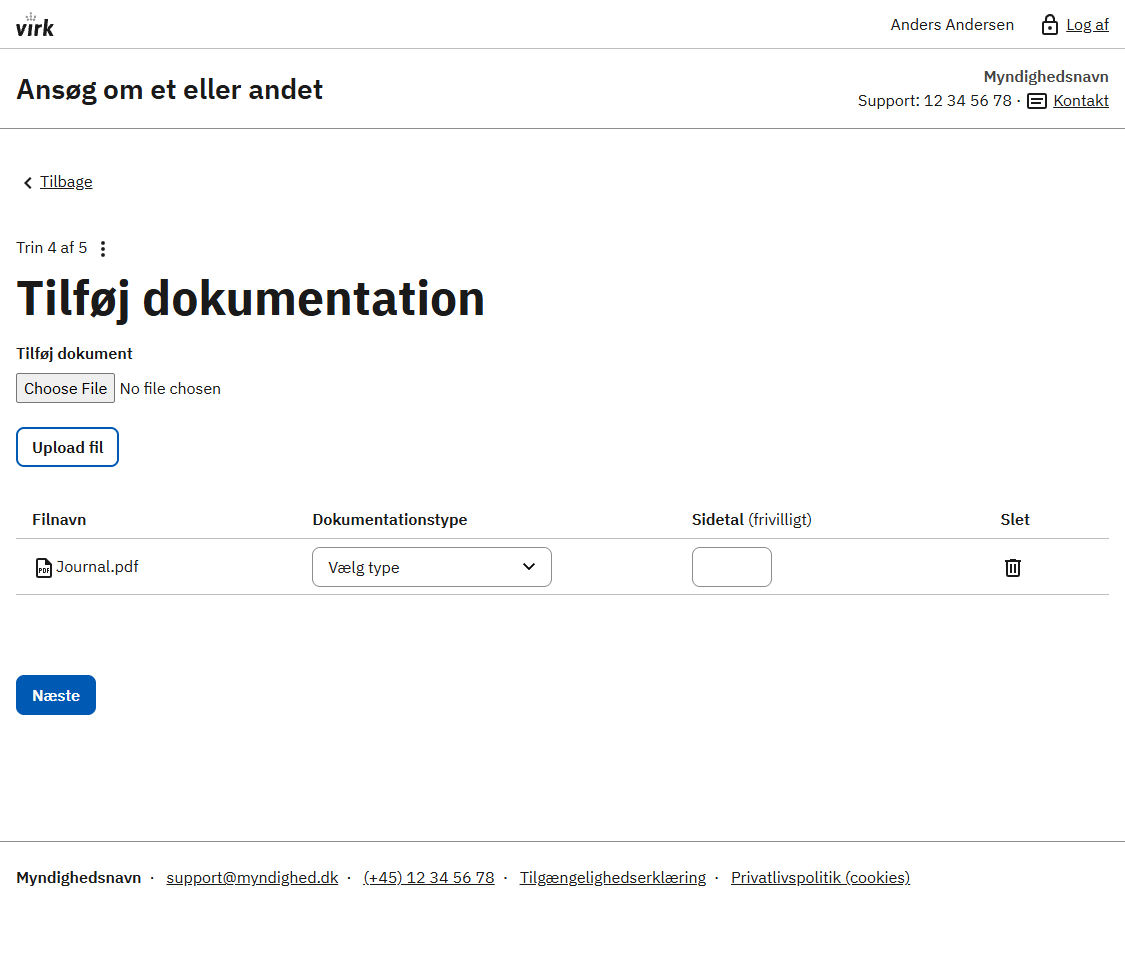 virk
Anders Andersen
Log af
Ansøg om et eller andet
Myndighedsnavn
Support: 12 34 56 78 · Kontakt
Tilbage
Trin 4 af 5
Tilføj dokumentation
Tilføj dokument
Choose File No file chosen
Upload fil
Filnavn Dokumentationstype Sidetal (frivilligt) Slet
PDF Journal.pdf Vælg type
Næste
Myndighedsnavn · support@myndighed.dk · (+45) 12 34 56 78 · Tilgængelighedserklæring · Privatlivspolitik (cookies)